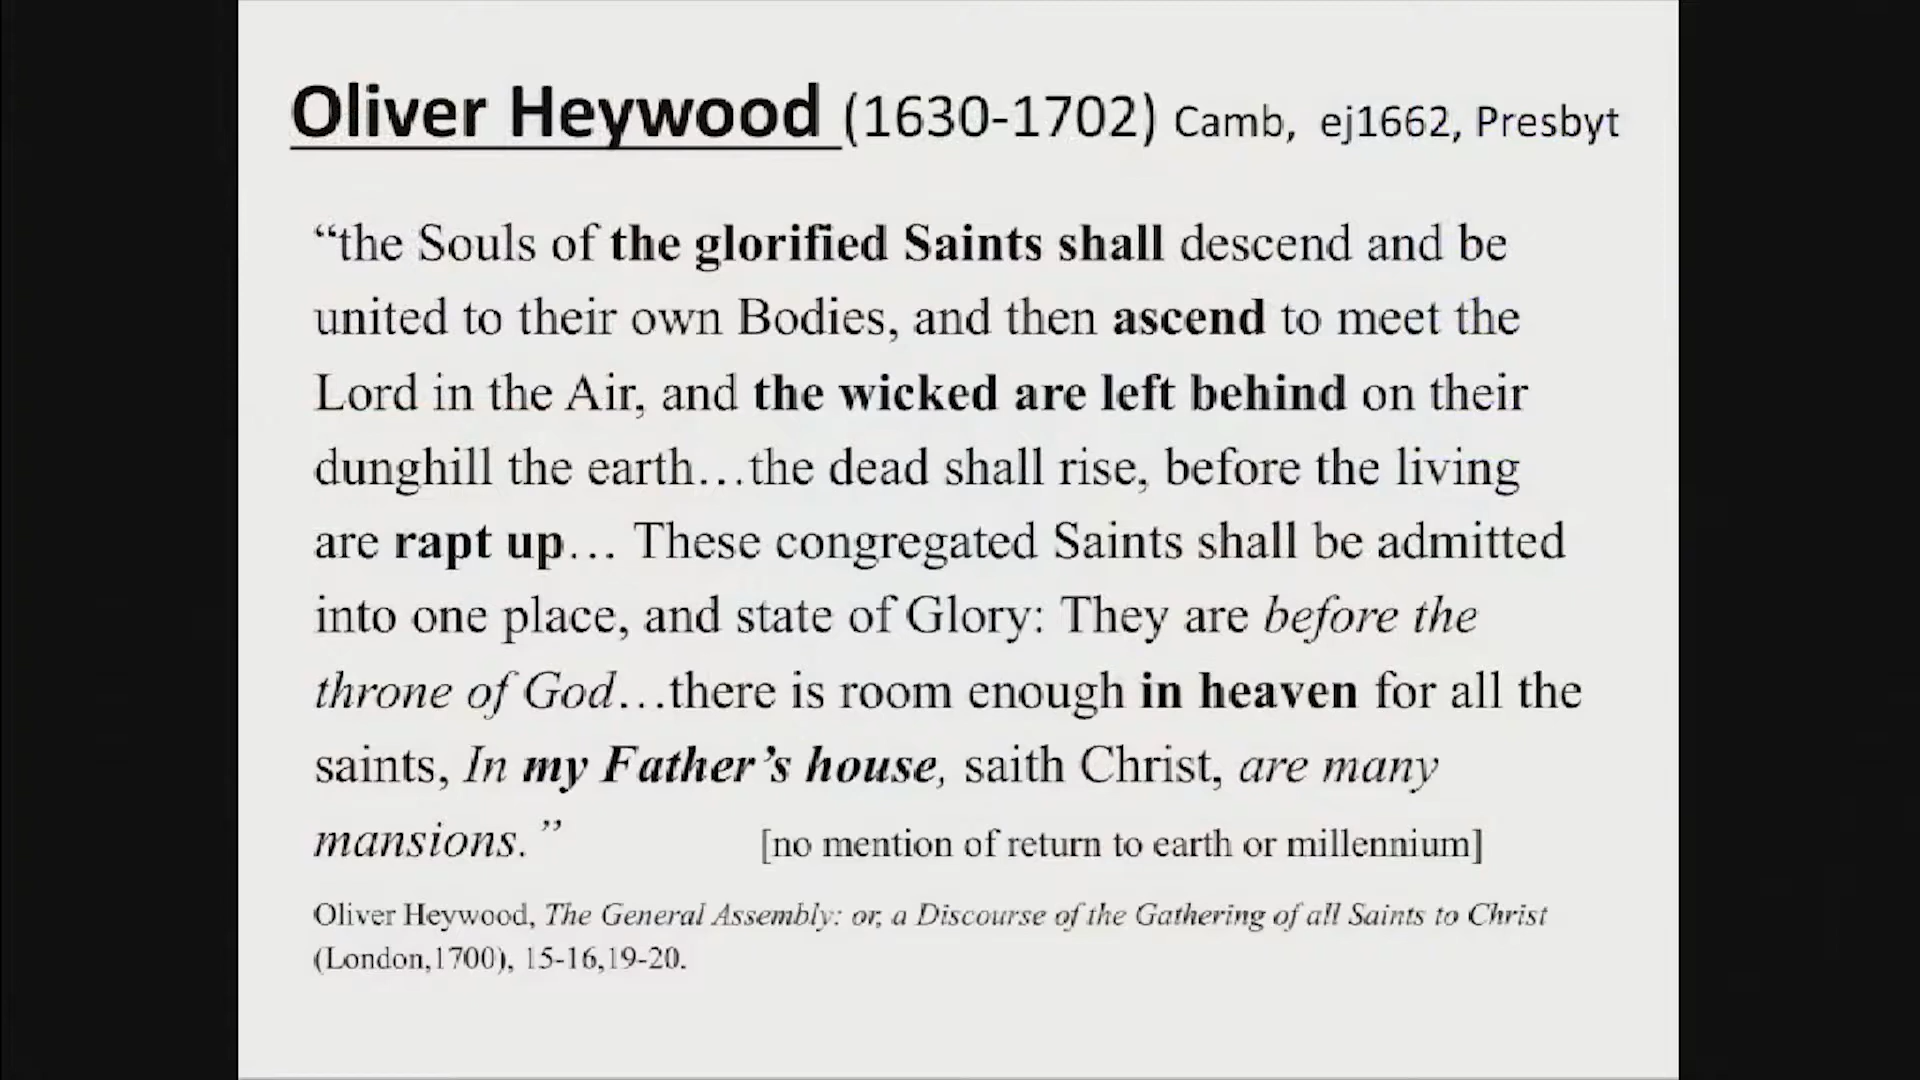 Oliver Heywood (1630-1702) Camb, ej1662, Presbyt
“the Souls of the glorified Saints shall descend and be
united to their own Bodies, and then ascend to meet the
Lord in the Air, and the wicked are left behind on their
dunghill the earth…the dead shall rise, before the living
are rapt up… These congregated Saints shall be admitted
into one place, and state of Glory: They are before the
throne of God…there is room enough in heaven for all the
saints, In my Father’s house, saith Christ, are many
mansions.” [no mention of return to earth or millennium]
Oliver Heywood, The General Assembly: or, a Discourse of the Gathering of all Saints to Christ
(London,1700), 15-16,19-20.